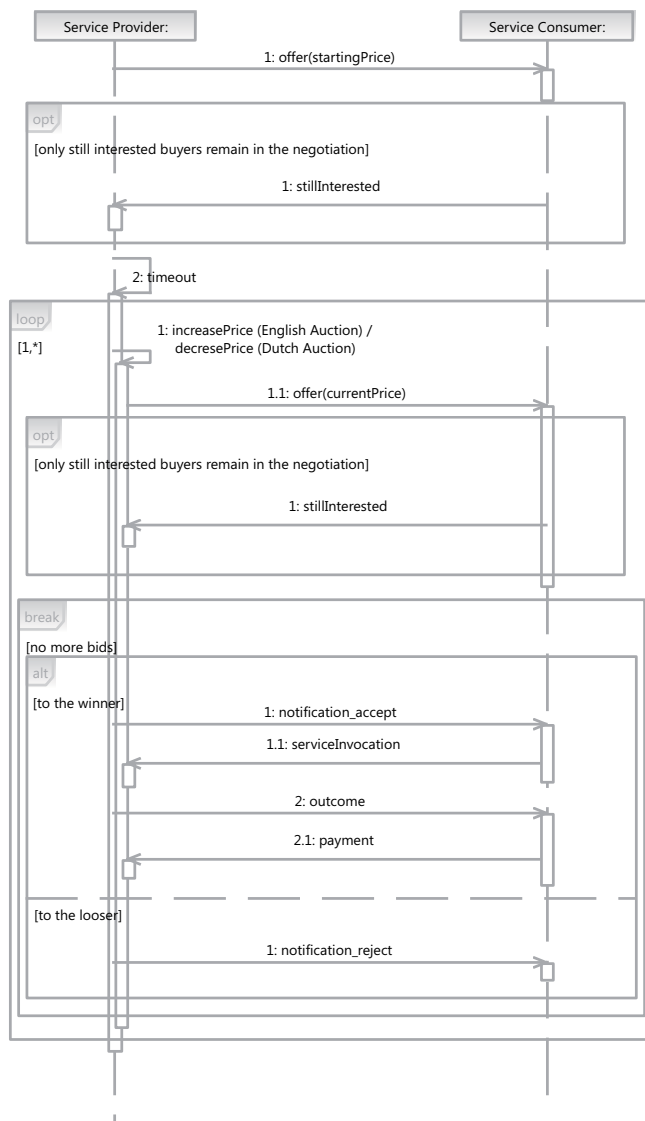 Service Provider:
Service Consumer:
1: offer(startingPrice)
opt
[only still interested buyers remain in the negotiation]
1: stillInterested
2: timeout
loop
[1,*]
1: increasePrice (English Auction) /
decresePrice (Dutch Auction)
1.1: offer(currentPrice)
opt
[only still interested buyers remain in the negotiation]
1: stillInterested
break
[no more bids]
alt
[to the winner]
1: notification_accept
1.1: serviceInvocation
2: outcome
2.1: payment
[to the looser]
1: notification_reject